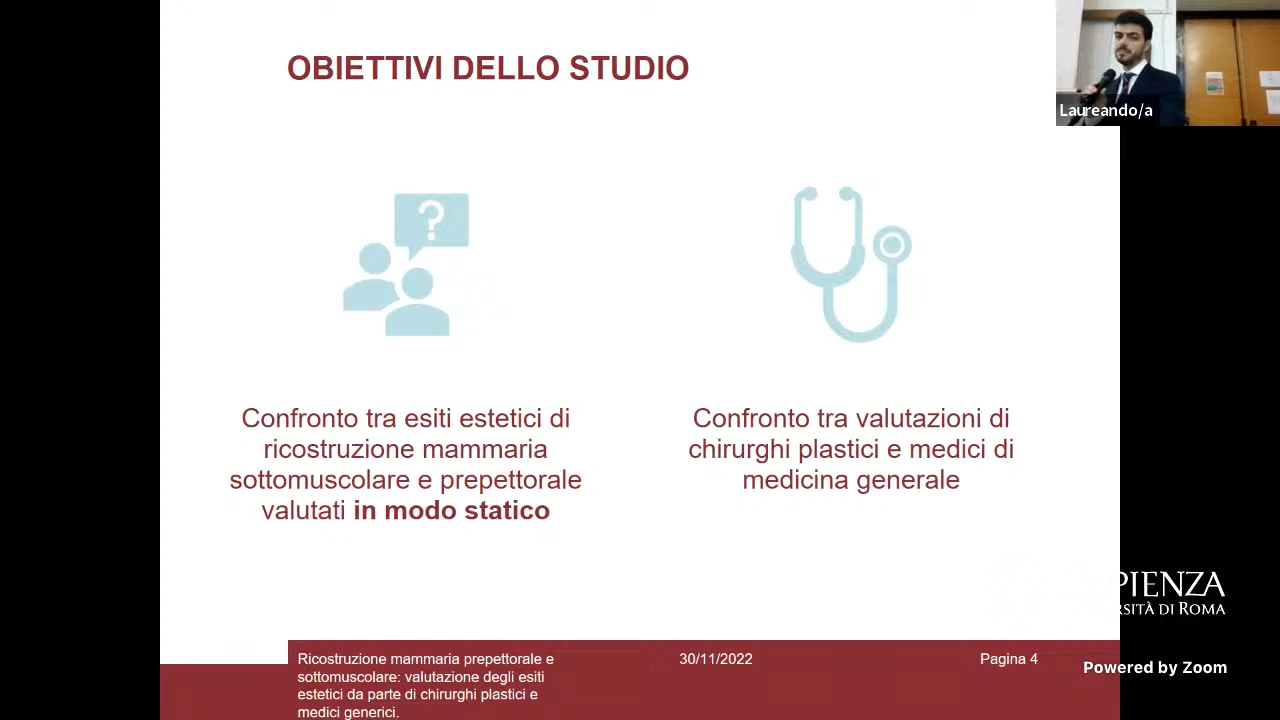 OBIETTIVI DELLO STUDIO
Laureando/a
?
Confronto tra esiti estetici di
ricostruzione mammaria
sottomuscolare e prepettorale
valutati in modo statico
Confronto tra valutazioni di
chirurghi plastici e medici di
medicina generale
PIENZA
RSITÀ DI ROMA
Ricostruzione mammaria prepettorale e
sottomuscolare: valutazione degli esiti
estetici da parte di chirurghi plastici e
medici generici.
30/11/2022
Pagina 4
Powered by Zoom